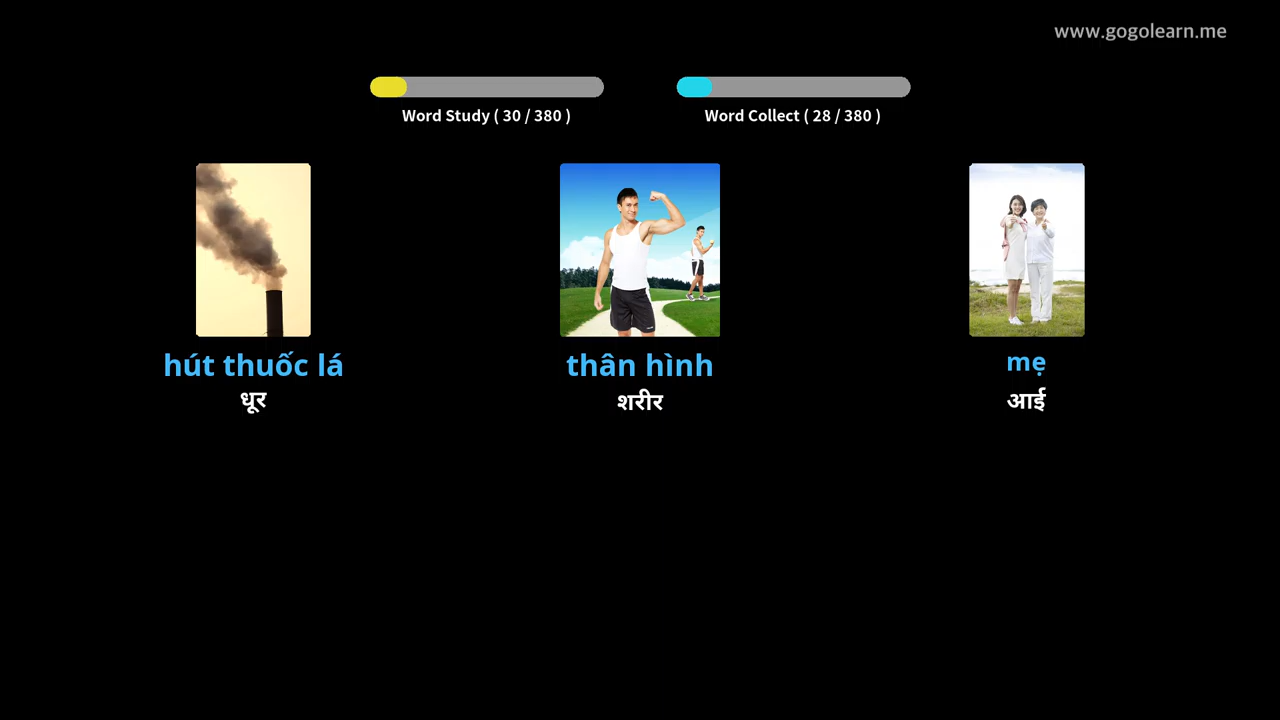 www.gogolearn.me
Word Study ( 30 / 380 )
Word Collect ( 28 / 380 )
hút thuốc lá
thân hình
mẹ
धूर
शरीर
आई